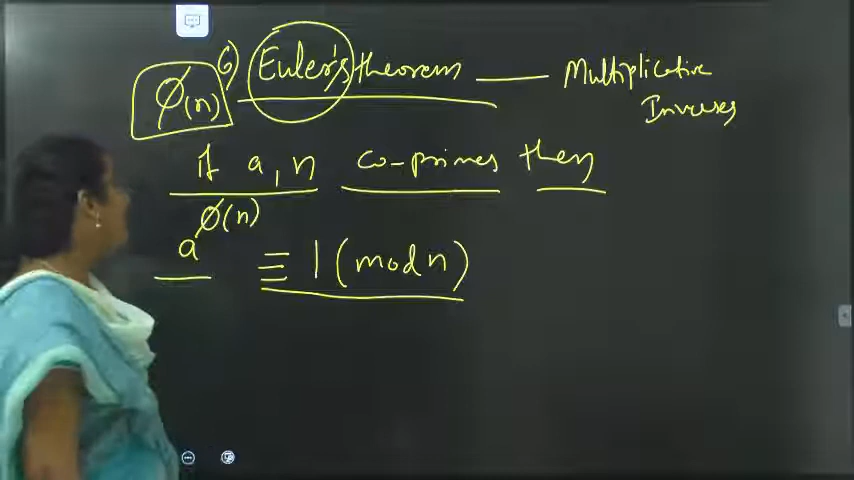 ϕ(n) 6) Euler's theorem — Multiplicative
Inverses
if a, n co-primes then
a^ϕ(n) ≡ 1 (mod n)